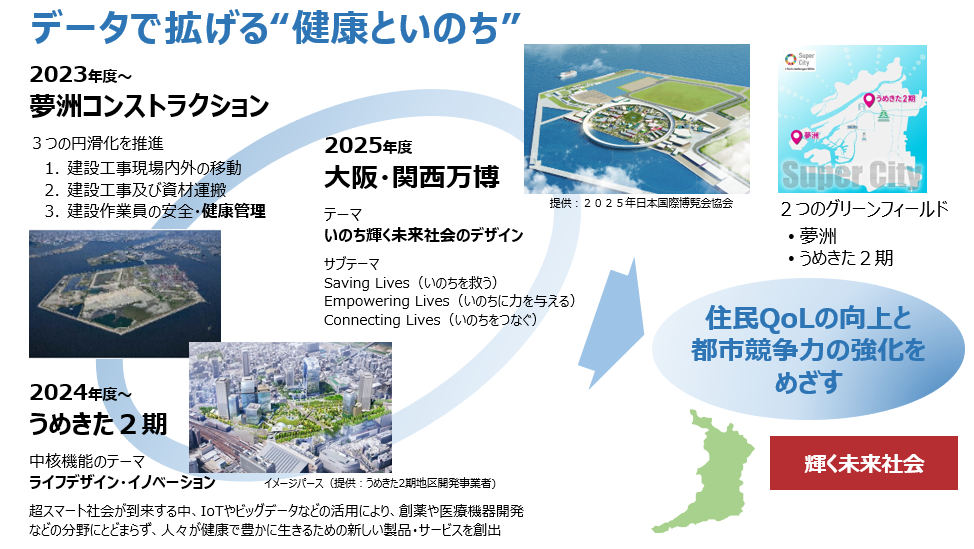 データで拡げる“健康といのち”
2023年度～
夢洲コンストラクション
３つの円滑化を推進
1. 建設工事現場内外の移動
2. 建設工事及び資材運搬
3. 建設作業員の安全・健康管理
2024年度～
うめきた２期
中核機能のテーマ
ライフデザイン・イノベーション
イメージパース（提供：うめきた2期地区開発事業者)
超スマート社会が到来する中、IoTやビッグデータなどの活用により、創薬や医療機器開発
などの分野にとどまらず、人々が健康で豊かに生きるための新しい製品・サービスを創出
2025年度
大阪・関西万博
テーマ
いのち輝く未来社会のデザイン
サブテーマ
Saving Lives（いのちを救う）
Empowering Lives（いのちに力を与える）
Connecting Lives（いのちをつなぐ）
提供：２０２５年日本国際博覧会協会
Super
City
うめきた２期
夢洲
Super City
２つのグリーンフィールド
・夢洲
・うめきた２期
住民QoLの向上と
都市競争力の強化を
めざす
輝く未来社会